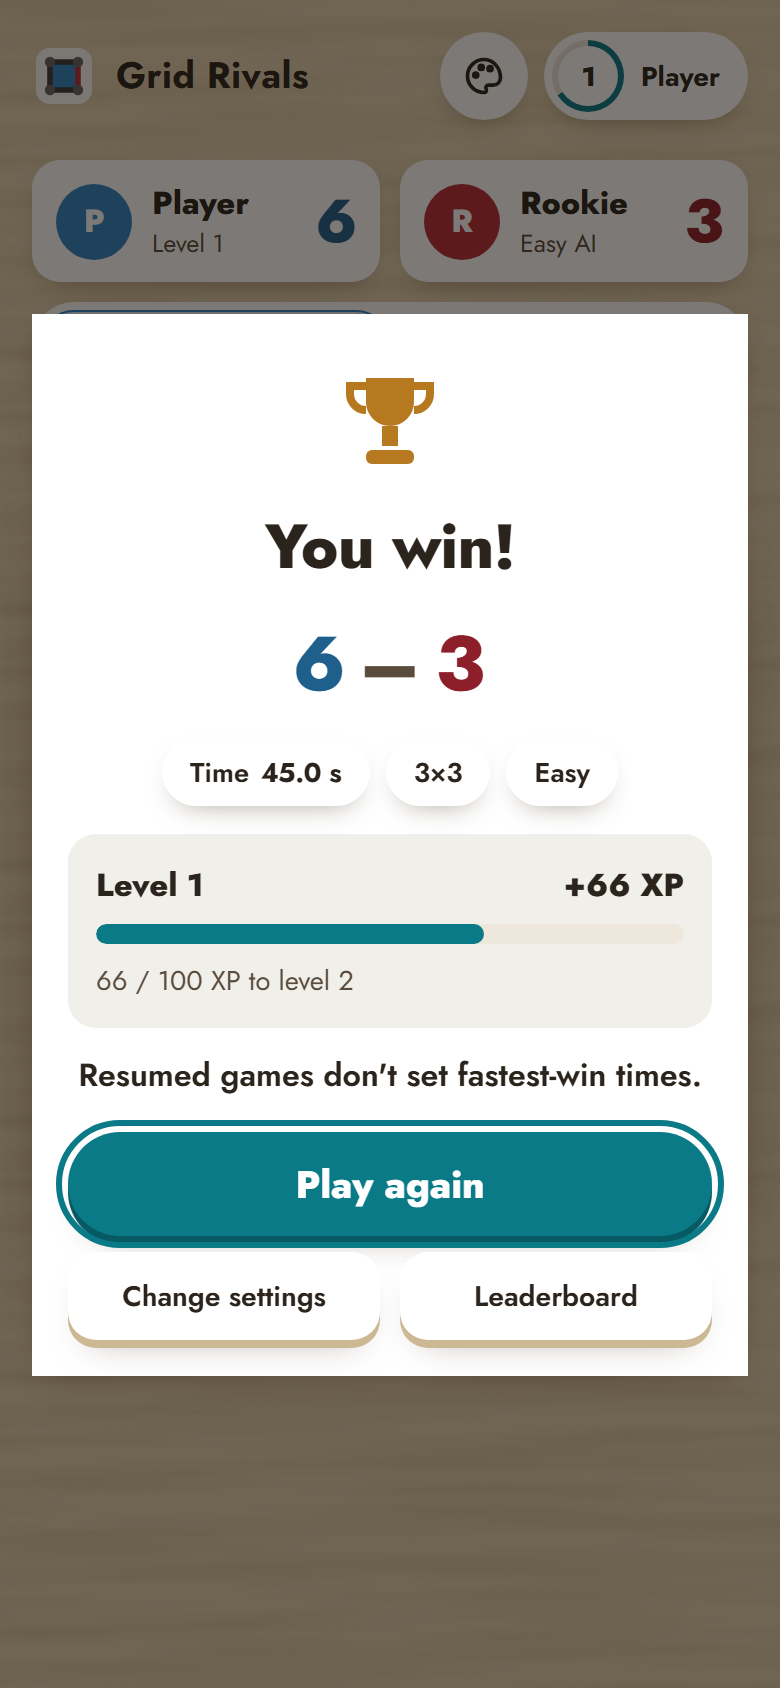 Grid Rivals
1 Player
P Player 6
Level 1
R Rookie 3
Easy AI
You win!
6 – 3
Time 45.0 s 3×3 Easy
Level 1 +66 XP
66 / 100 XP to level 2
Resumed games don't set fastest-win times.
Play again
Change settings Leaderboard